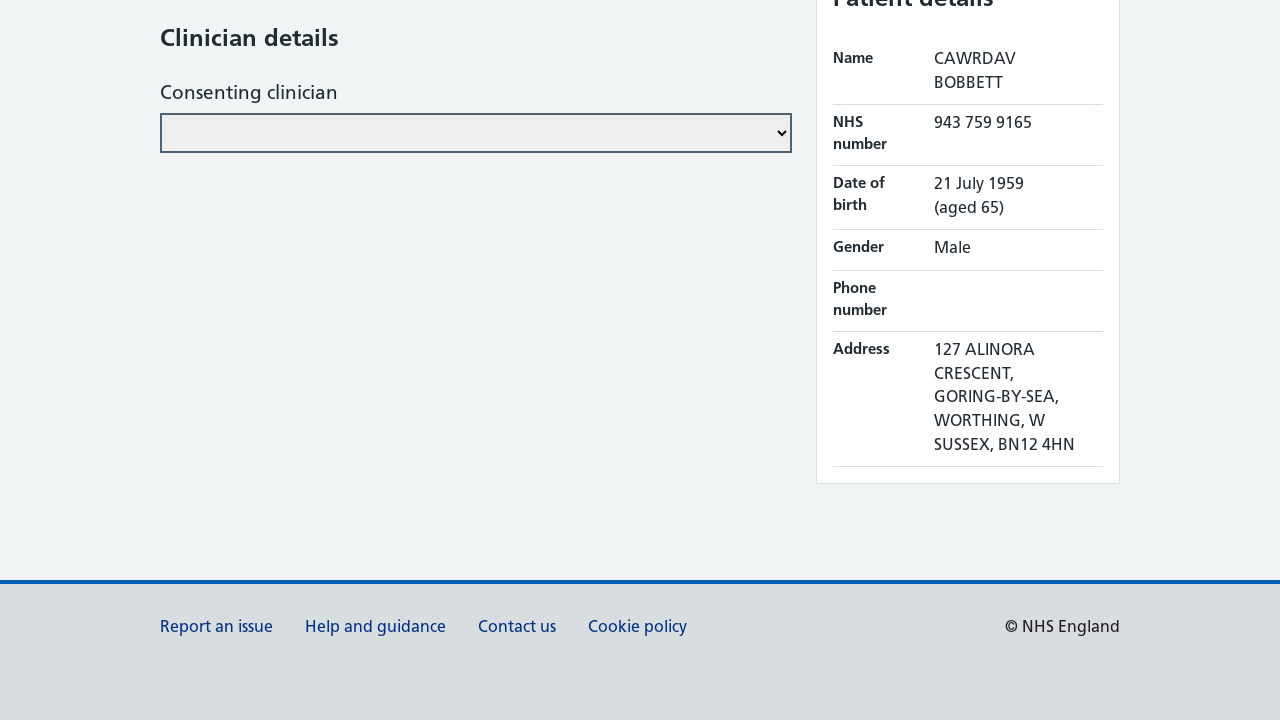 Clinician details
Consenting clinician
Patient details
Name
CAWRDAV
BOBBETT
NHS
number
943 759 9165
Date of
birth
21 July 1959
(aged 65)
Gender
Male
Phone
number
Address
127 ALINORA
CRESCENT,
GORING-BY-SEA,
WORTHING, W
SUSSEX, BN12 4HN
Report an issue
Help and guidance
Contact us
Cookie policy
© NHS England